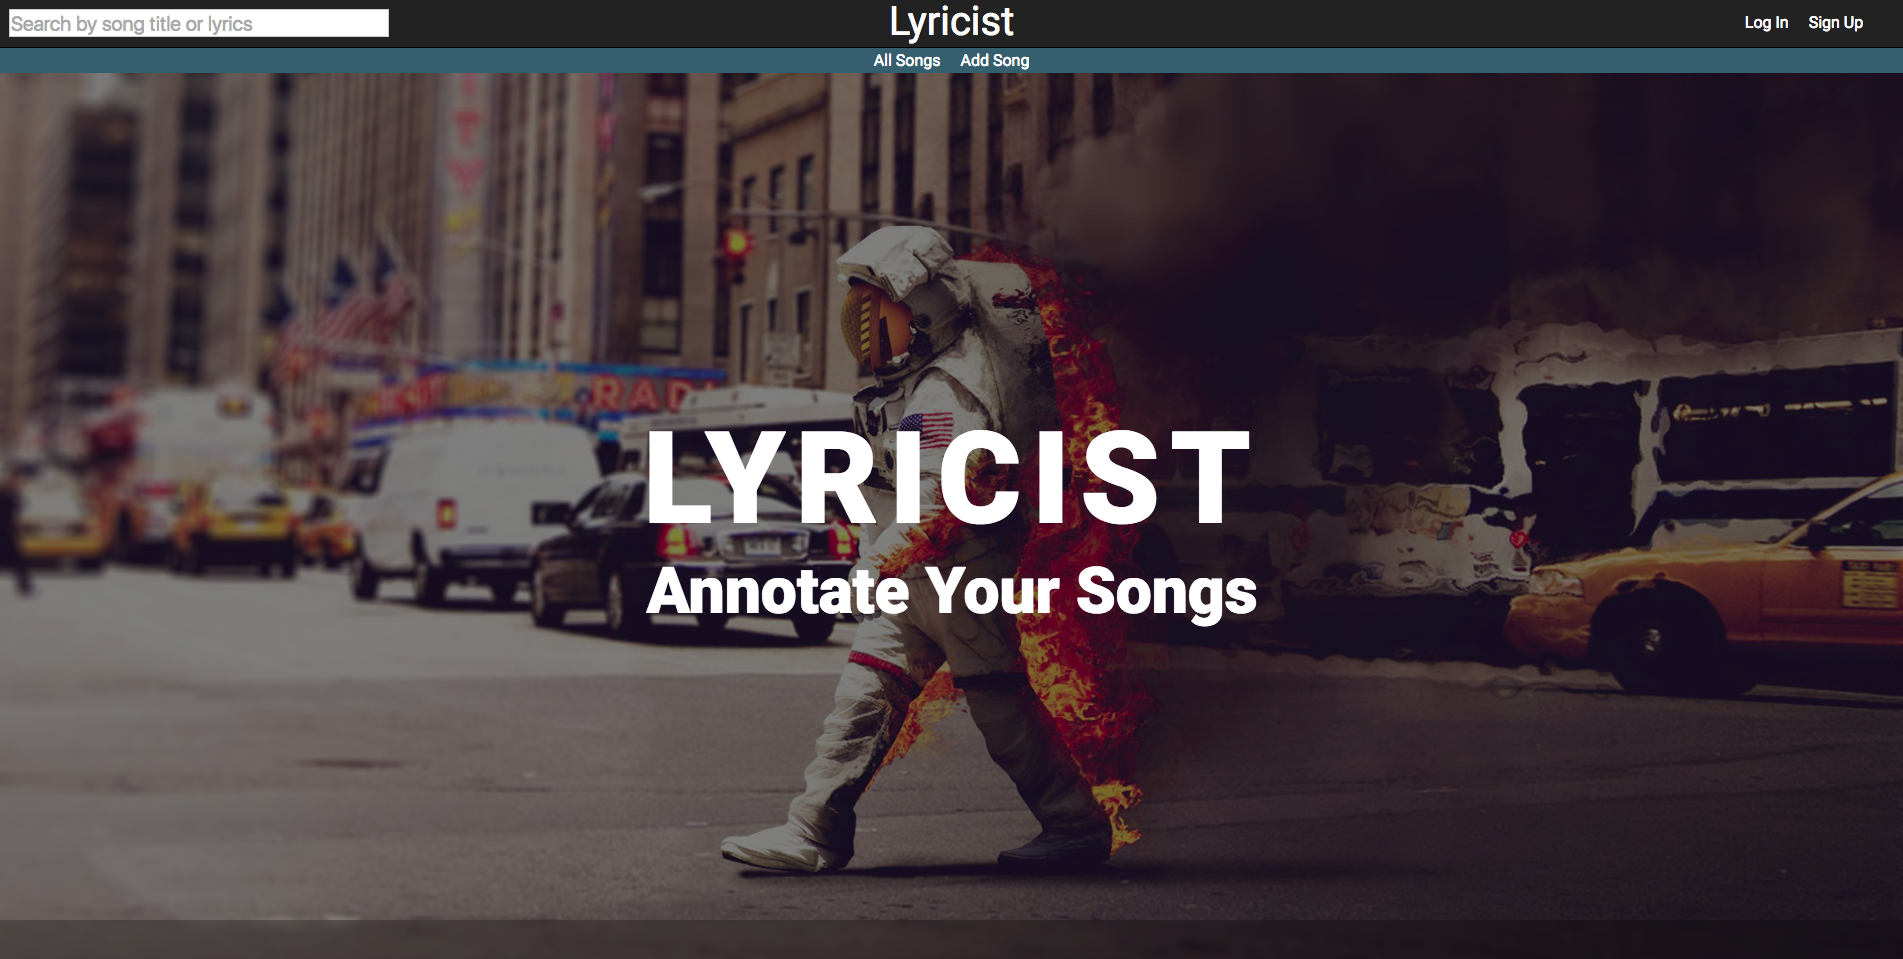 Search by song title or lyrics
Lyricist
Log In Sign Up
All Songs Add Song
RADI
LYRICIST
Annotate Your Songs